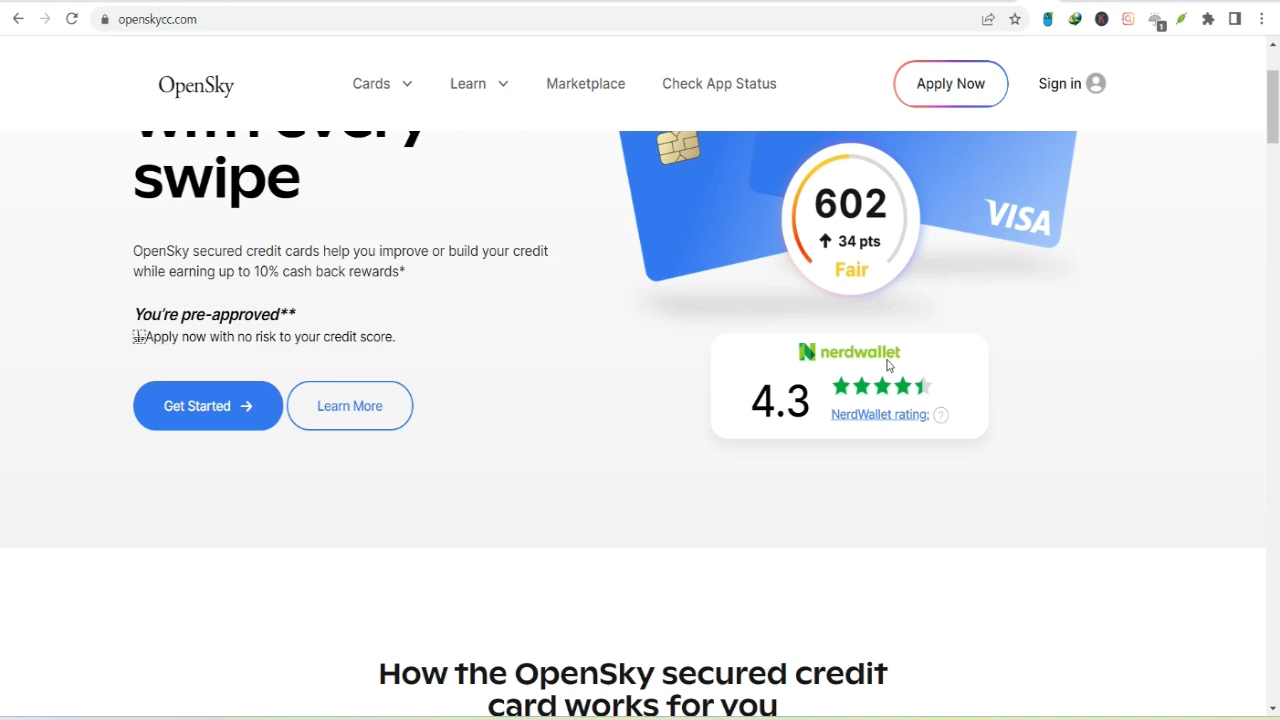 openskycc.com
1
OpenSky
Cards
Learn
Marketplace
Check App Status
Apply Now
Sign in
with every
swipe
OpenSky secured credit cards help you improve or build your credit
while earning up to 10% cash back rewards*
You're pre-approved**
Apply now with no risk to your credit score.
Get Started
Learn More
VISA
602
34 pts
Fair
nerdwallet
4.3
NerdWallet rating:
?
How the OpenSky secured credit
card works for you